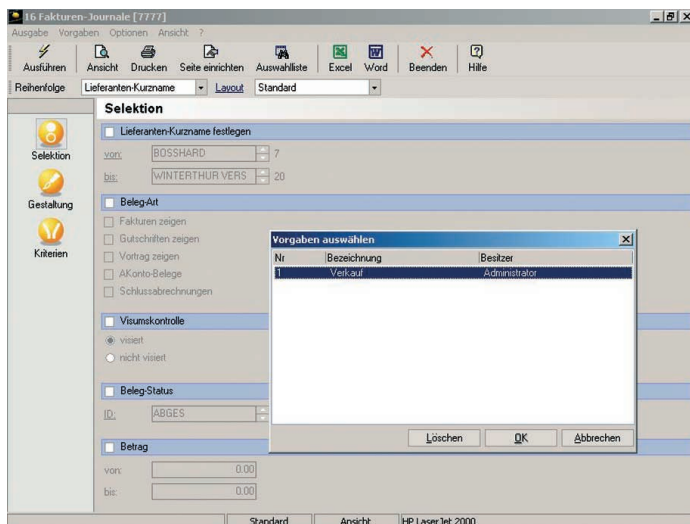 16 Fakturen-Journale [7777]
Ausgabe Vorgaben Optionen Ansicht ?
Ausführen Ansicht Drucken Seite einrichten Auswahlliste Excel Word Beenden Hilfe
Reihenfolge Lieferanten-Kurzname Layout Standard
Selektion
Selektion
Gestaltung
Kriterien
Lieferanten-Kurzname festlegen
von: BOSSHARD 7
bis: WINTERTHUR VERS 20
Beleg-Art
Fakturen zeigen
Gutschriften zeigen
Vortrag zeigen
AKonto-Belege
Schlussabrechnungen
Visumskontrolle
visiert
nicht visiert
Beleg-Status
ID: ABGES
Betrag
von: 0.00
bis: 0.00
Vorgaben auswählen
Nr Bezeichnung Besitzer
1 Verkauf Administrator
Löschen OK Abbrechen
Standard Ansicht HP LaserJet 2000